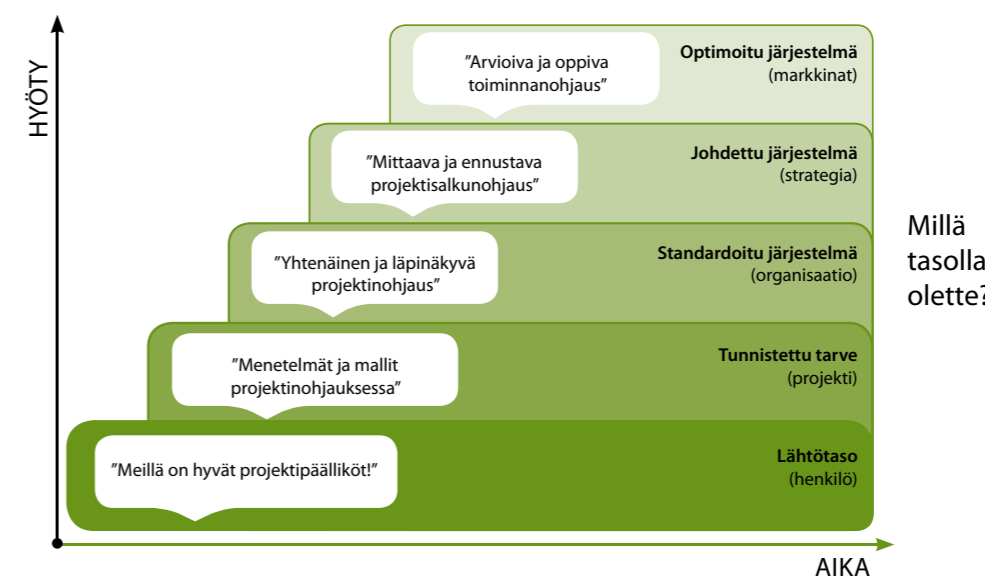 HYÖTY
”Arvioiva ja oppiva
toiminnanohjaus”
Optimoitu järjestelmä
(markkinat)
”Mittaava ja ennustava
projektisalkunohjaus”
Johdettu järjestelmä
(strategia)
”Yhtenäinen ja läpinäkyvä
projektinohjaus”
Standardoitu järjestelmä
(organisaatio)
”Menetelmät ja mallit
projektinohjauksessa”
Tunnistettu tarve
(projekti)
”Meillä on hyvät projektipäälliköt!”
Lähtötaso
(henkilö)
Millä
tasolla
olette?
AIKA